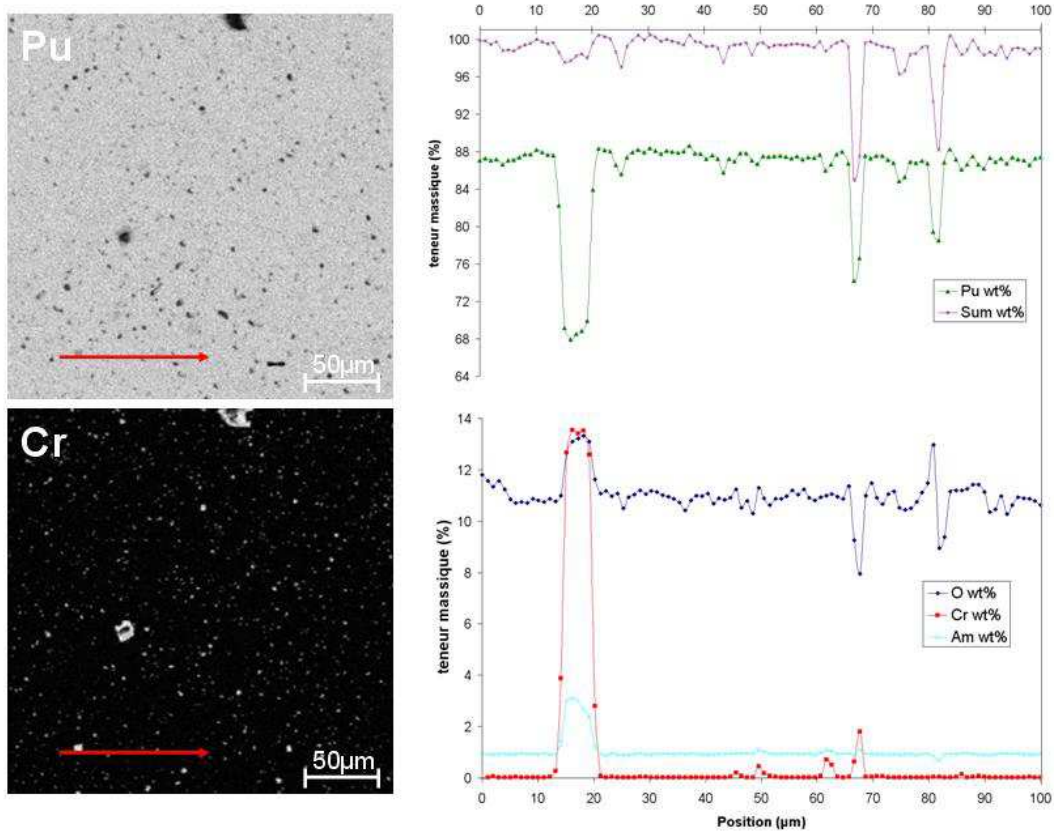 Pu
50µm
Cr
50µm
0 10 20 30 40 50 60 70 80 90 100
100
96
92
88
84
80
76
72
68
64
teneur massique (%)
Pu wt%
Sum wt%
14
12
10
8
6
4
2
0
teneur massique (%)
O wt%
Cr wt%
Am wt%
0 10 20 30 40 50 60 70 80 90 100
Position (µm)